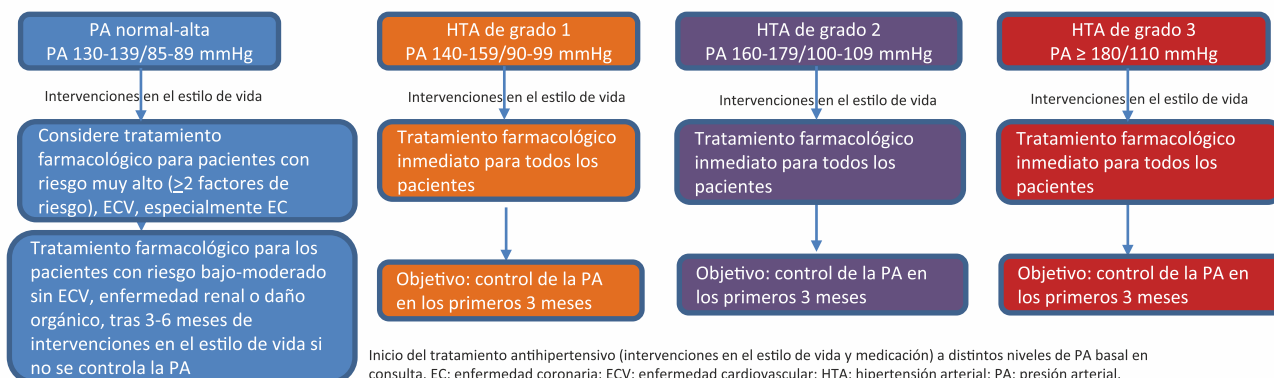 PA normal-alta
PA 130-139/85-89 mmHg
Intervenciones en el estilo de vida
Considere tratamiento
farmacológico para pacientes con
riesgo muy alto (≥2 factores de
riesgo), ECV, especialmente EC
Tratamiento farmacológico para los
pacientes con riesgo bajo-moderado
sin ECV, enfermedad renal o daño
orgánico, tras 3-6 meses de
intervenciones en el estilo de vida si
no se controla la PA
HTA de grado 1
PA 140-159/90-99 mmHg
Intervenciones en el estilo de vida
Tratamiento farmacológico
inmediato para todos los
pacientes
Objetivo: control de la PA
en los primeros 3 meses
HTA de grado 2
PA 160-179/100-109 mmHg
Intervenciones en el estilo de vida
Tratamiento farmacológico
inmediato para todos los
pacientes
Objetivo: control de la PA en
los primeros 3 meses
HTA de grado 3
PA ≥ 180/110 mmHg
Intervenciones en el estilo de vida
Tratamiento farmacológico
inmediato para todos los
pacientes
Objetivo: control de la PA en
los primeros 3 meses
Inicio del tratamiento antihipertensivo (intervenciones en el estilo de vida y medicación) a distintos niveles de PA basal en
consulta. EC: enfermedad coronaria; ECV: enfermedad cardiovascular; HTA: hipertensión arterial; PA: presión arterial.